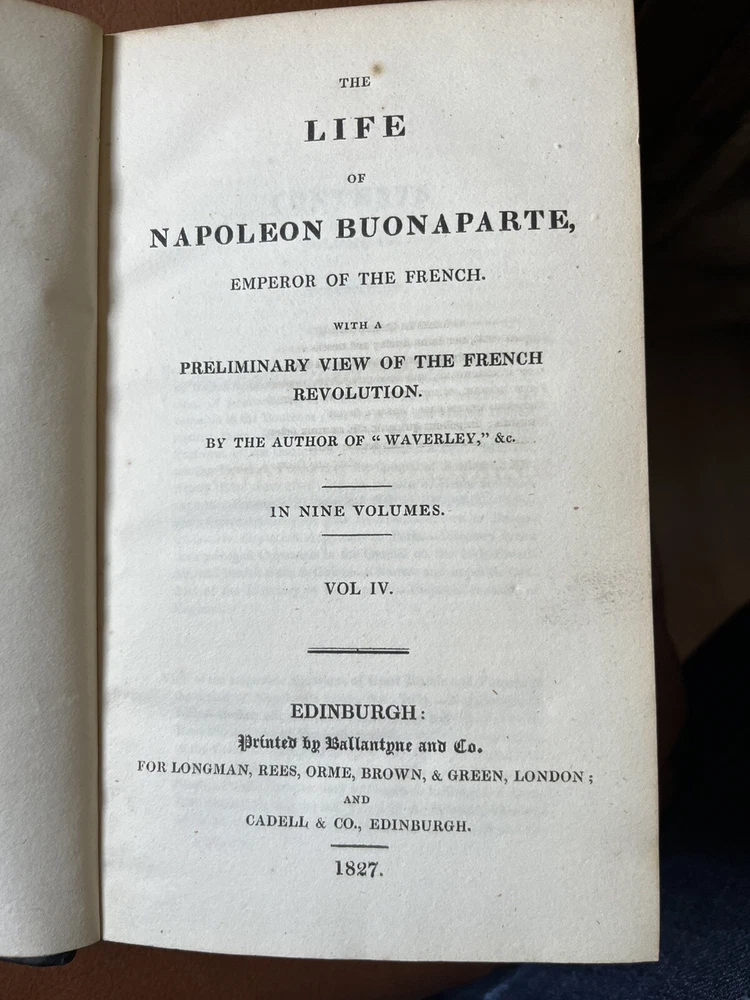 THE
LIFE
OF
NAPOLEON BUONAPARTE,
EMPEROR OF THE FRENCH.
WITH A
PRELIMINARY VIEW OF THE FRENCH
REVOLUTION.
BY THE AUTHOR OF “ WAVERLEY,” &c.
IN NINE VOLUMES.
VOL IV.
EDINBURGH:
Printed by Ballantyne and Co.
FOR LONGMAN, REES, ORME, BROWN, & GREEN, LONDON;
AND
CADELL & CO., EDINBURGH.
1827.